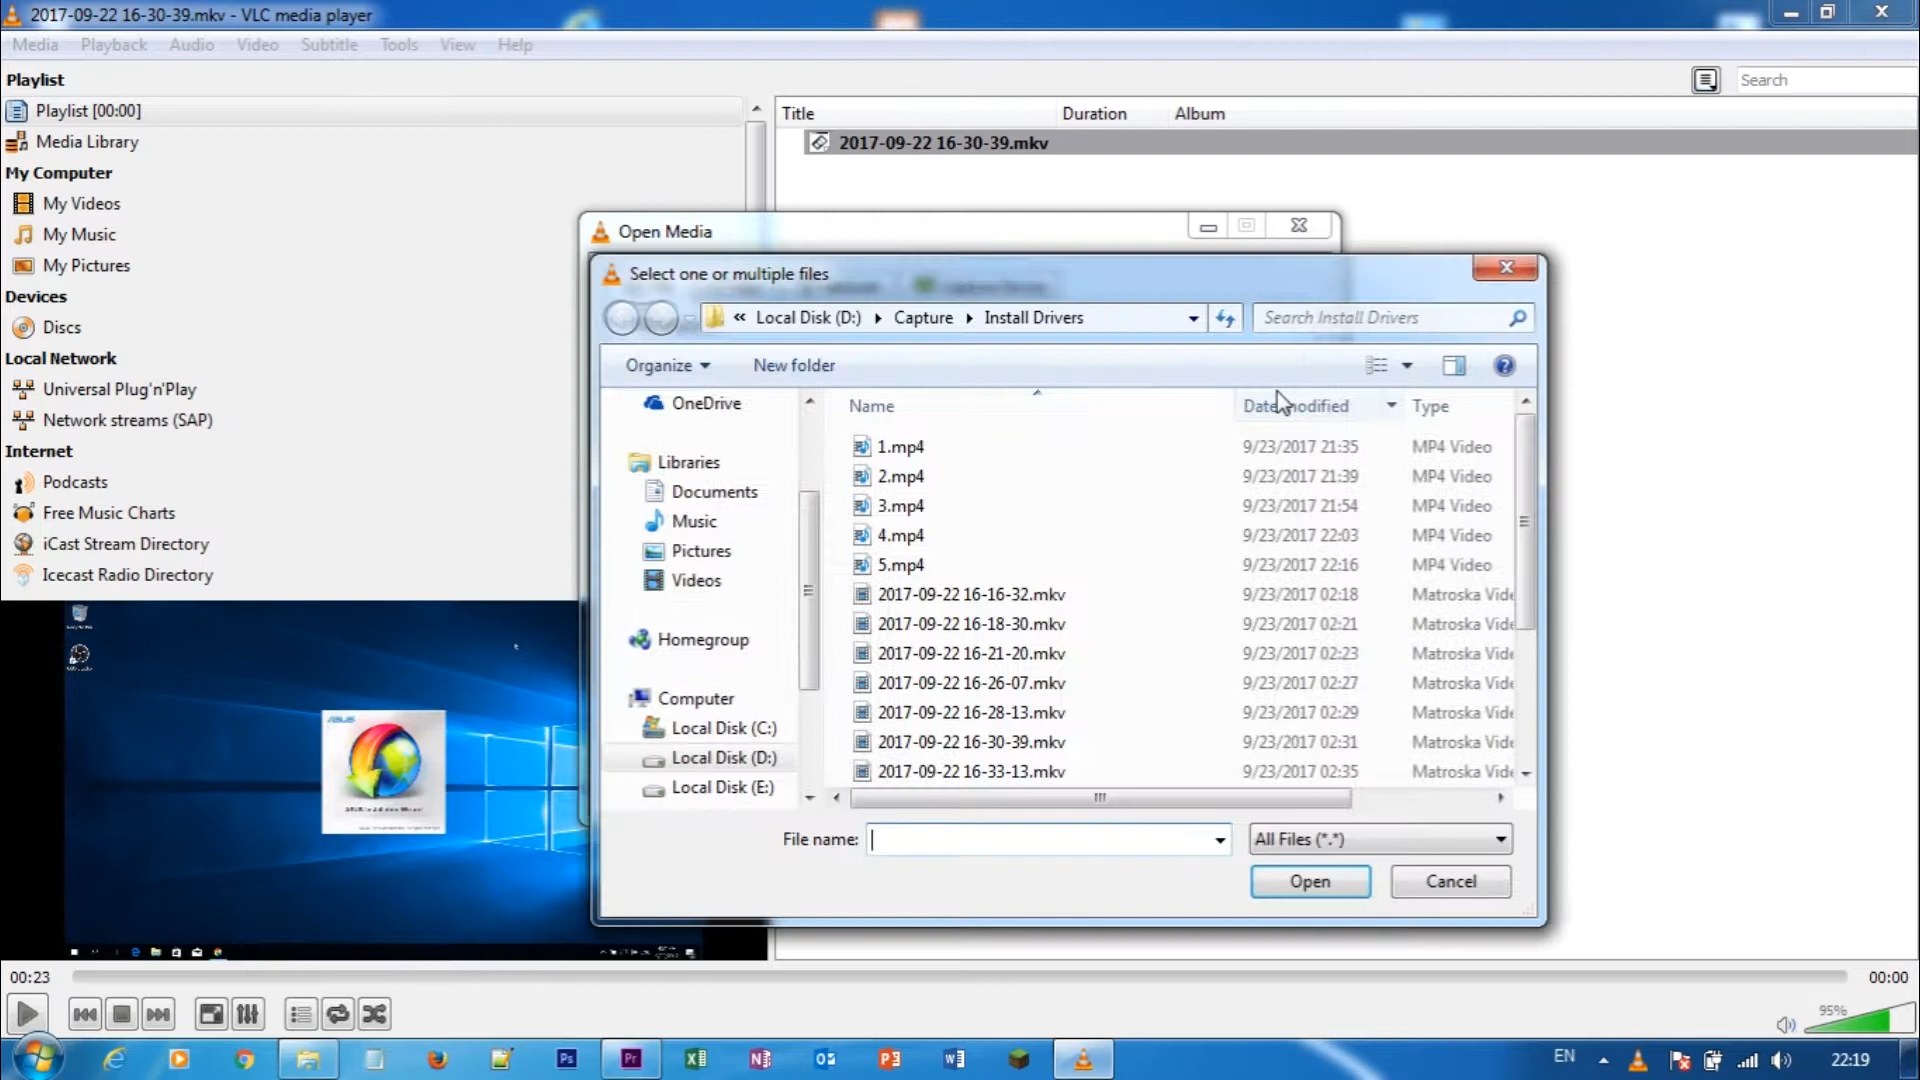 2017-09-22 16-30-39.mkv - VLC media player
Media Playback Audio Video Subtitle Tools View Help
Playlist
Search
Playlist [00:00]
Media Library
My Computer
My Videos
My Music
My Pictures
Devices
Discs
Local Network
Universal Plug'n'Play
Network streams (SAP)
Internet
Podcasts
Free Music Charts
iCast Stream Directory
Icecast Radio Directory
Title Duration Album
2017-09-22 16-30-39.mkv
Open Media
Select one or multiple files
« Local Disk (D:) Capture Install Drivers
Search Install Drivers
Organize New folder
OneDrive
Libraries
Documents
Music
Pictures
Videos
Homegroup
Computer
Local Disk (C:)
Local Disk (D:)
Local Disk (E:)
Name Date modified Type
1.mp4 9/23/2017 21:35 MP4 Video
2.mp4 9/23/2017 21:39 MP4 Video
3.mp4 9/23/2017 21:54 MP4 Video
4.mp4 9/23/2017 22:03 MP4 Video
5.mp4 9/23/2017 22:16 MP4 Video
2017-09-22 16-16-32.mkv 9/23/2017 02:18 Matroska Vide
2017-09-22 16-18-30.mkv 9/23/2017 02:21 Matroska Vide
2017-09-22 16-21-20.mkv 9/23/2017 02:23 Matroska Vide
2017-09-22 16-26-07.mkv 9/23/2017 02:27 Matroska Vide
2017-09-22 16-28-13.mkv 9/23/2017 02:29 Matroska Vide
2017-09-22 16-30-39.mkv 9/23/2017 02:31 Matroska Vide
2017-09-22 16-33-13.mkv 9/23/2017 02:35 Matroska Vide
File name:
All Files (*.*)
Open Cancel
ASUS
00:23
00:00
95%
Ps Pr
EN
22:19